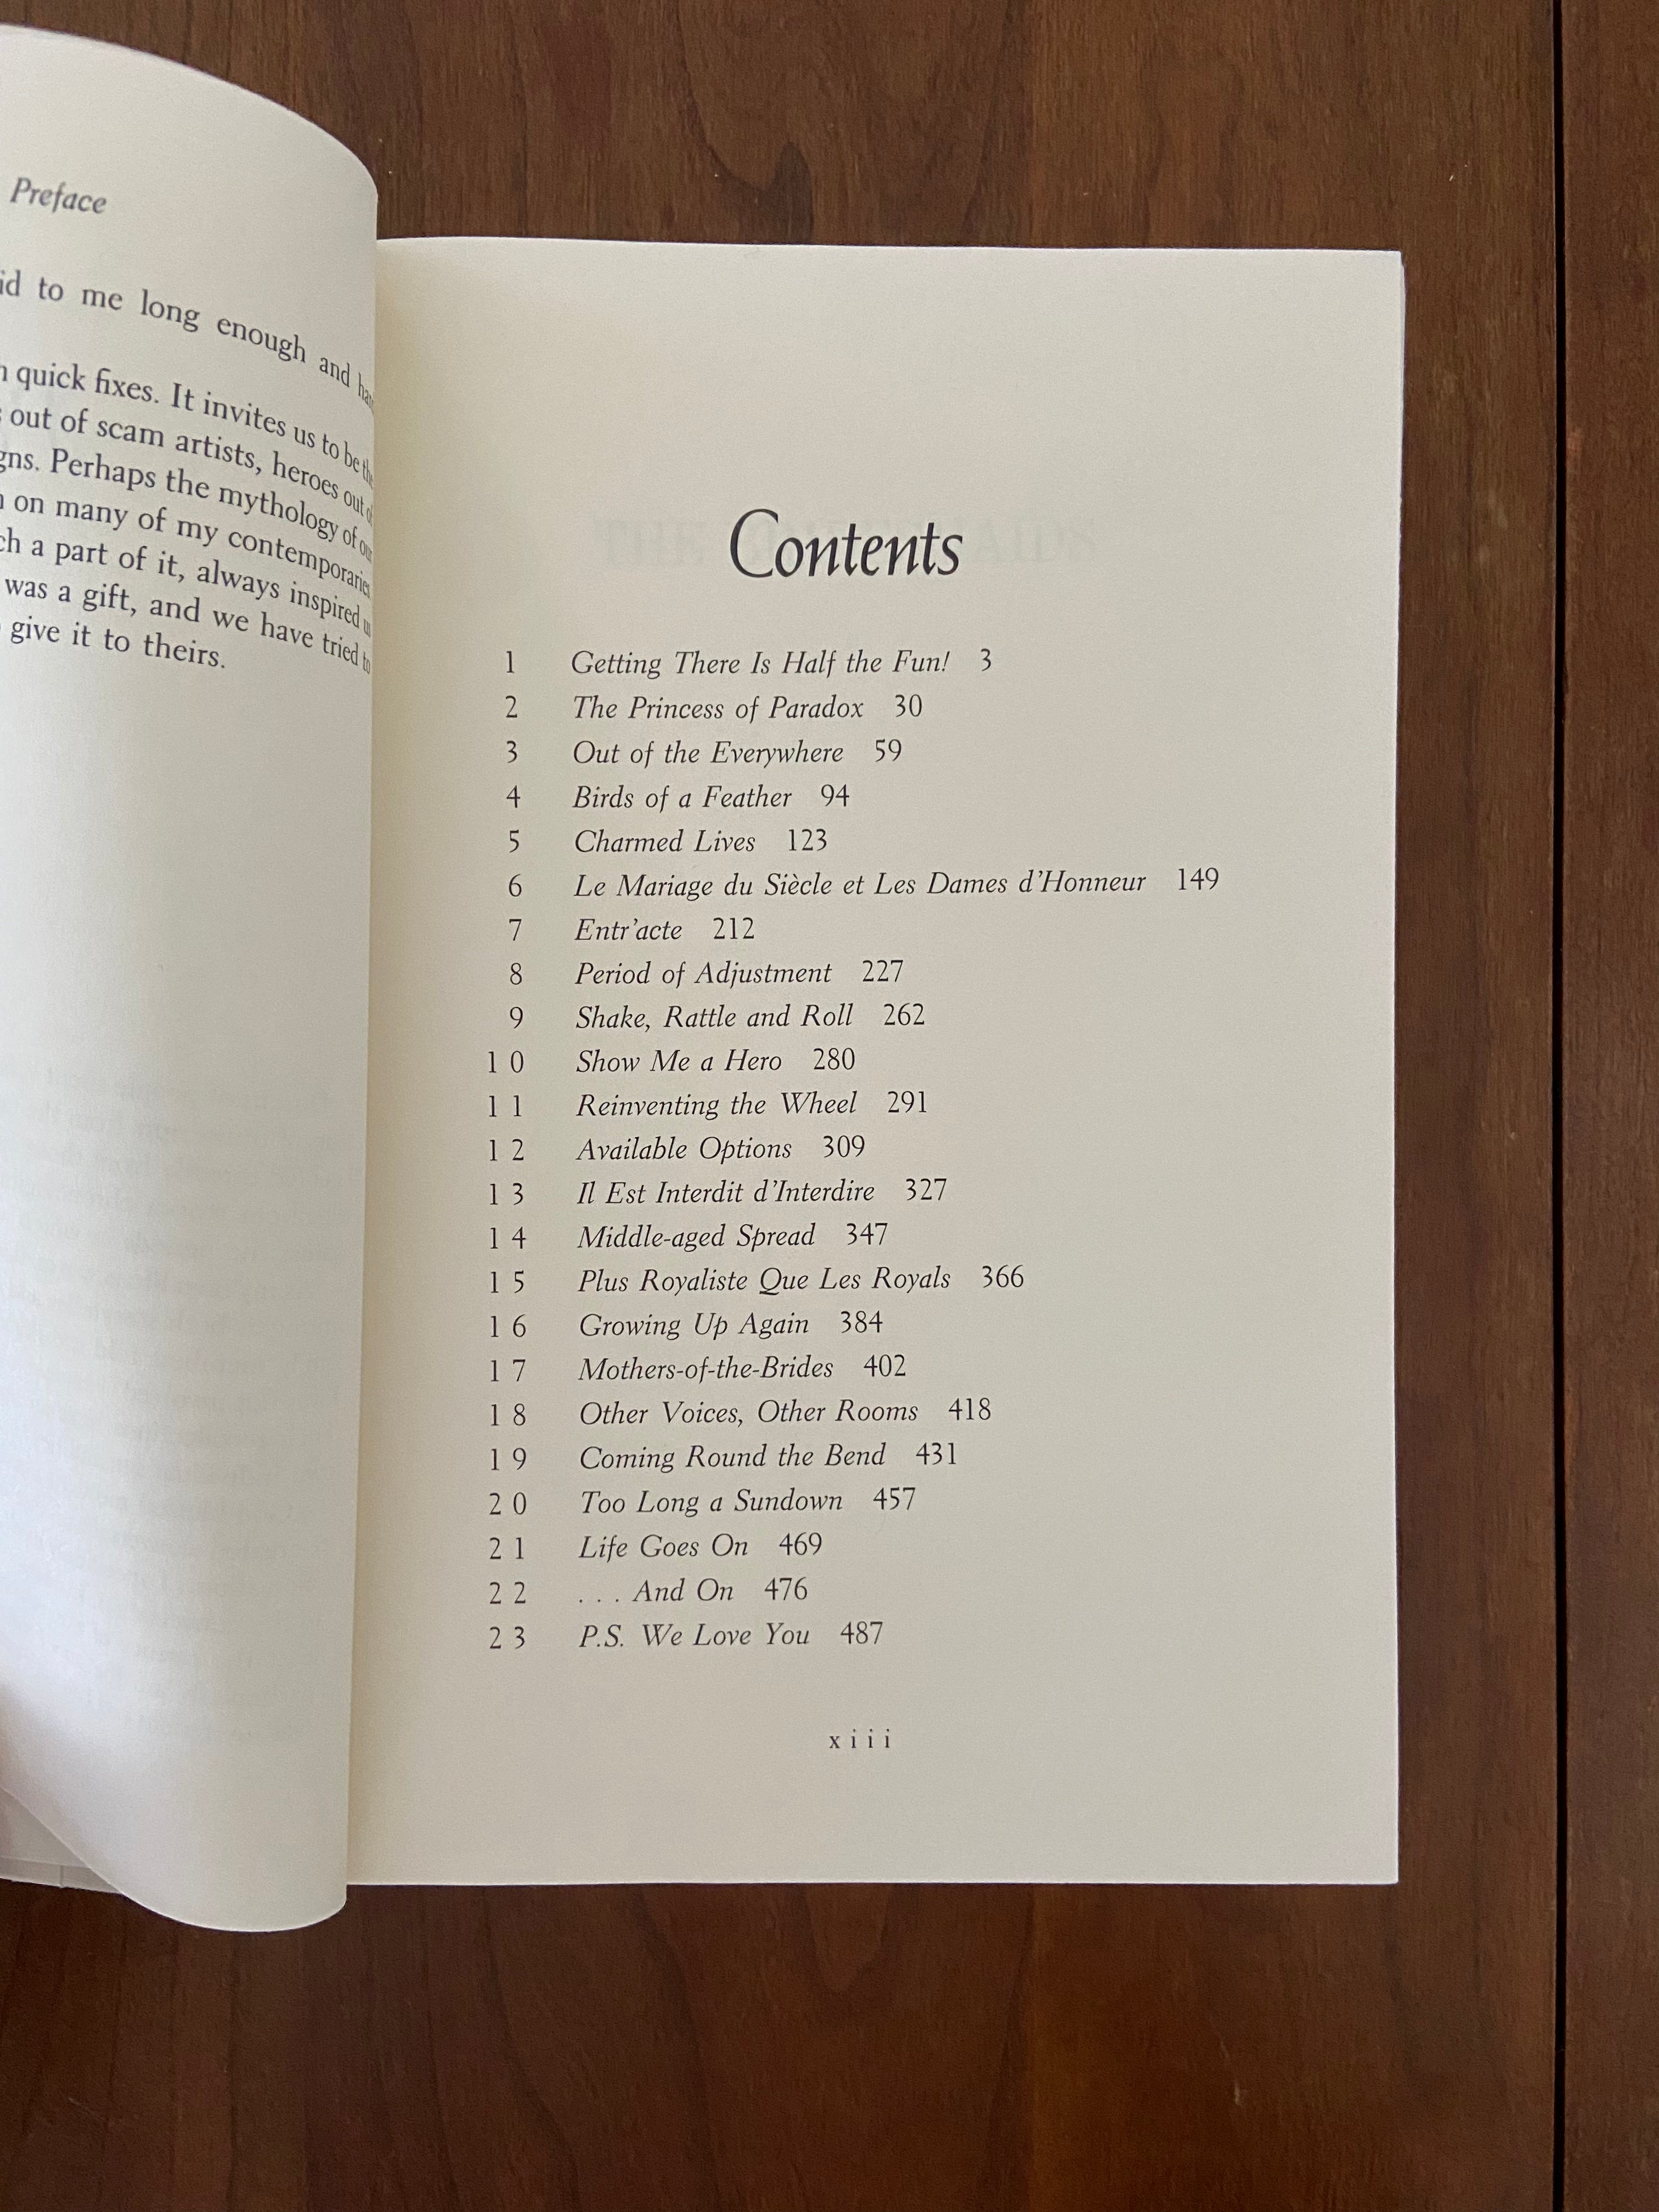 Preface
to me long enough and
quick fixes. It invites us to be
out of scam artists, heroes out
Perhaps the mythology of
on many of my contemporaries
a part of it, always inspired
was a gift, and we have tried
give it to theirs.
Contents
1 Getting There Is Half the Fun! 3
2 The Princess of Paradox 30
3 Out of the Everywhere 59
4 Birds of a Feather 94
5 Charmed Lives 123
6 Le Mariage du Siècle et Les Dames d'Honneur 149
7 Entr'acte 212
8 Period of Adjustment 227
9 Shake, Rattle and Roll 262
10 Show Me a Hero 280
11 Reinventing the Wheel 291
12 Available Options 309
13 Il Est Interdit d'Interdire 327
14 Middle-aged Spread 347
15 Plus Royaliste Que Les Royals 366
16 Growing Up Again 384
17 Mothers-of-the-Brides 402
18 Other Voices, Other Rooms 418
19 Coming Round the Bend 431
20 Too Long a Sundown 457
21 Life Goes On 469
22 . . . And On 476
23 P.S. We Love You 487
xiii